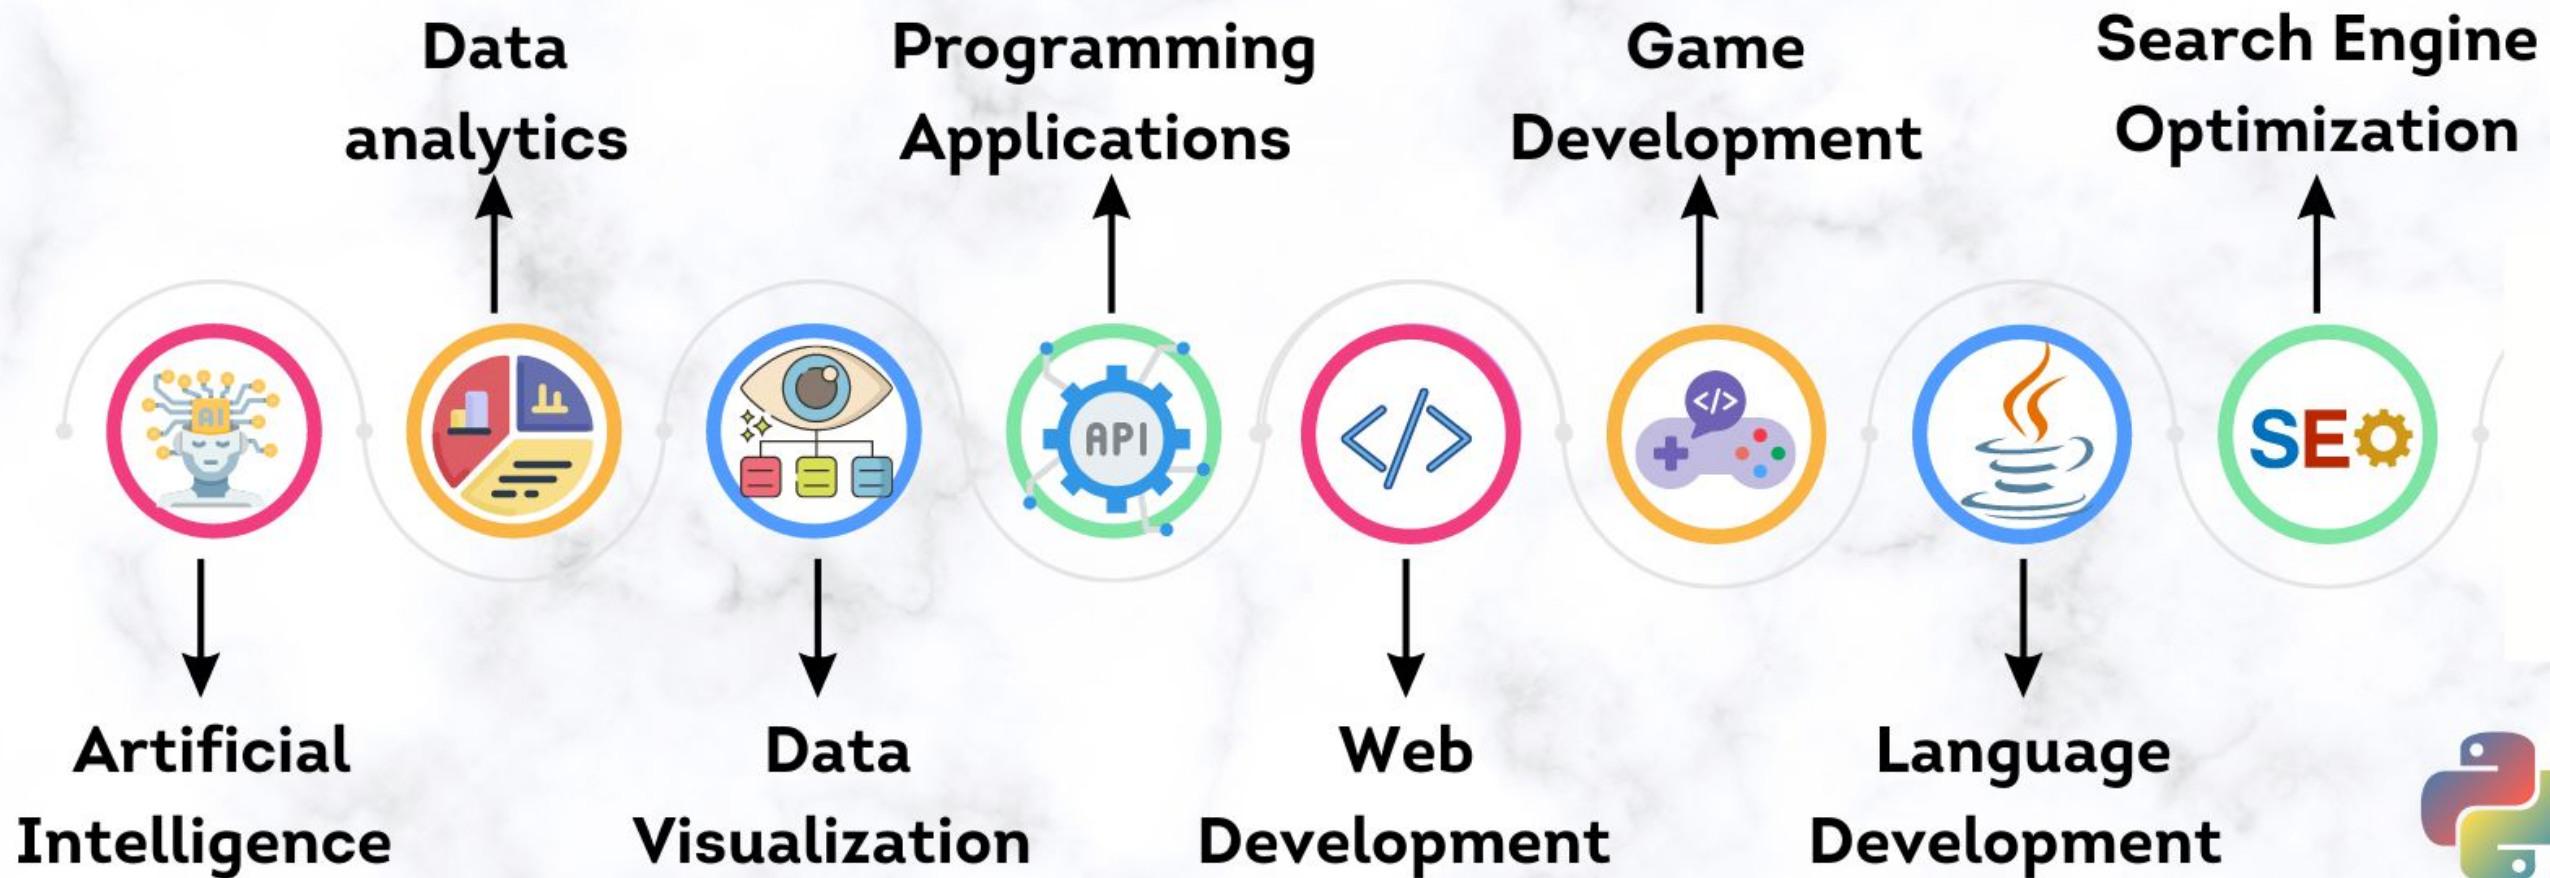 Data
analytics
Programming
Applications
Game
Development
Search Engine
Optimization
AI
API
</>
</>
SEO
Artificial
Intelligence
Data
Visualization
Web
Development
Language
Development